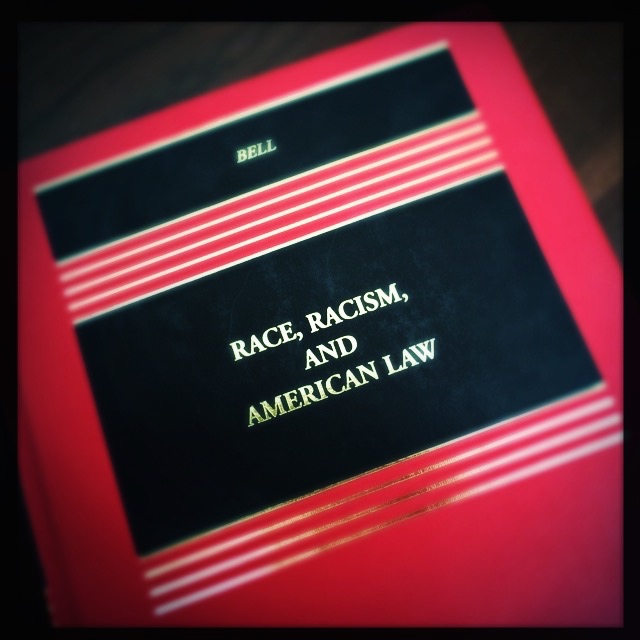 BELL
RACE, RACISM,
AND
AMERICAN LAW